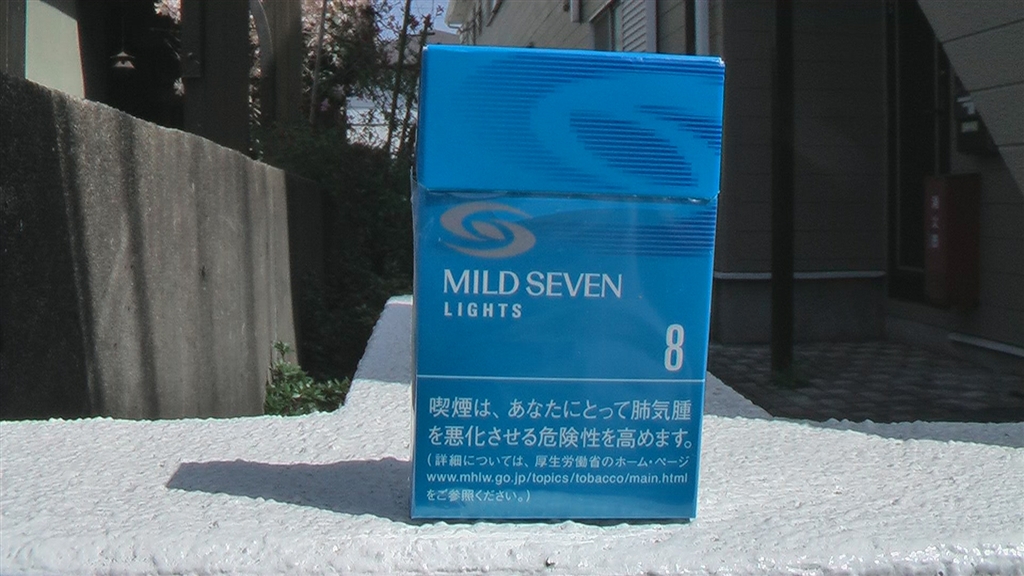 MILD SEVEN
LIGHTS
8
喫煙は、あなたにとって肺気腫
を悪化させる危険性を高めます。
(詳細については、厚生労働省のホーム・ページ
www.mhlw.go.jp/topics/tobacco/main.html
をご参照ください。)